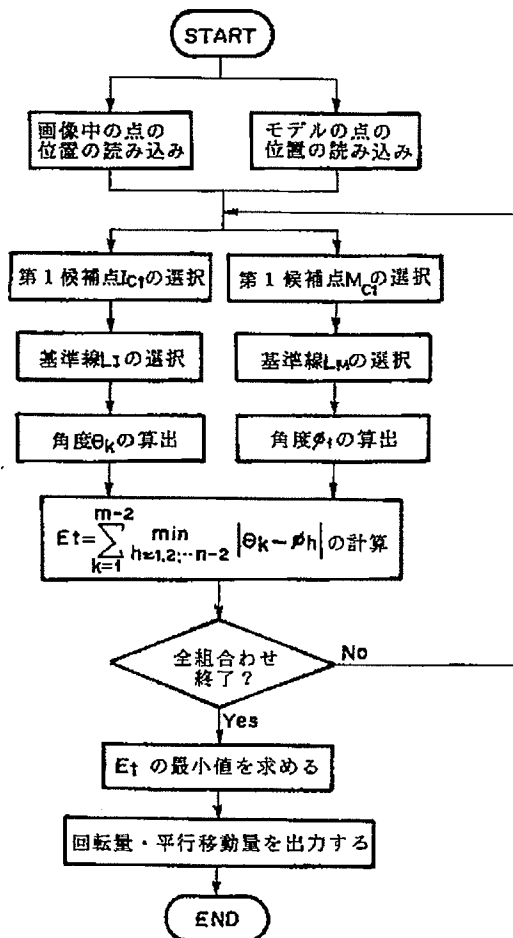 START
画像中の点の
位置の読み込み
モデルの点の
位置の読み込み
第1候補点Ictの選択
第1候補点Mctの選択
基準線LIの選択
基準線LMの選択
角度θkの算出
角度φtの算出
Et=∑[k=1, m-2] min[h=1,2,…n-2] |θk-φh|の計算
全組合わせ
終了?
No
Yes
Etの最小値を求める
回転量・平行移動量を出力する
END